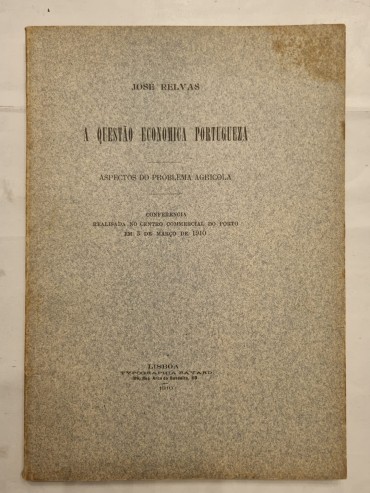 JOSÉ RELVAS
A QUESTÃO ECONOMICA PORTUGUEZA
ASPECTOS DO PROBLEMA AGRICOLA
CONFERENCIA
REALISADA NO CENTRO COMMERCIAL DO PORTO
EM 5 DE MARÇO DE 1910
LISBOA
TYPOGRAPHIA BAYARD
1910